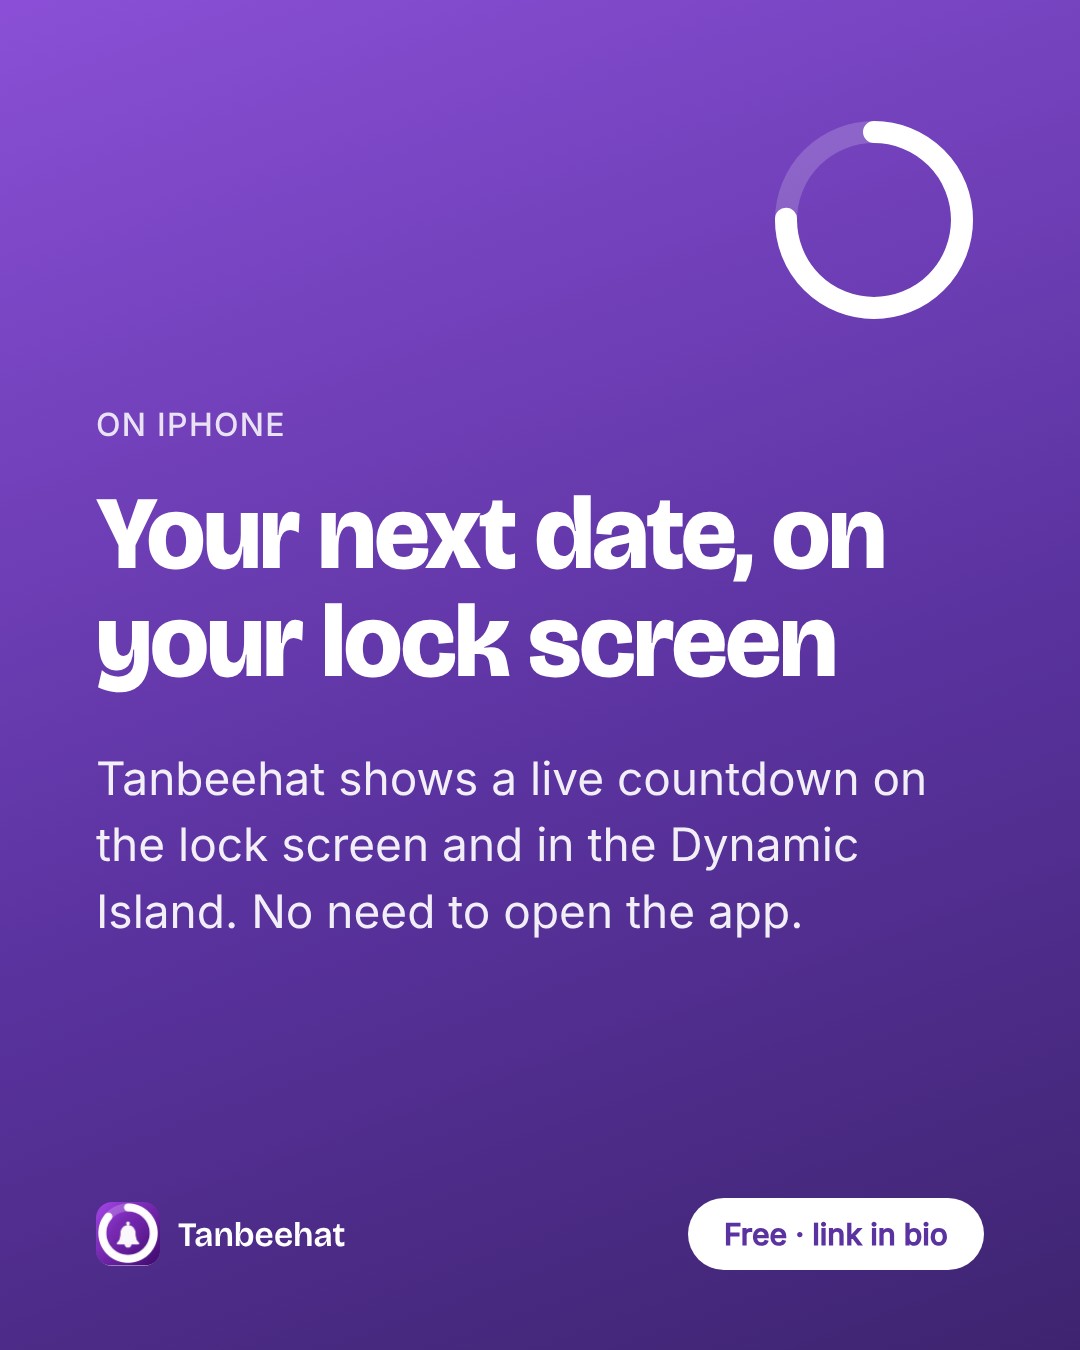 ON IPHONE
Your next date, on
your lock screen
Tanbeehat shows a live countdown on
the lock screen and in the Dynamic
Island. No need to open the app.
Tanbeehat
Free · link in bio